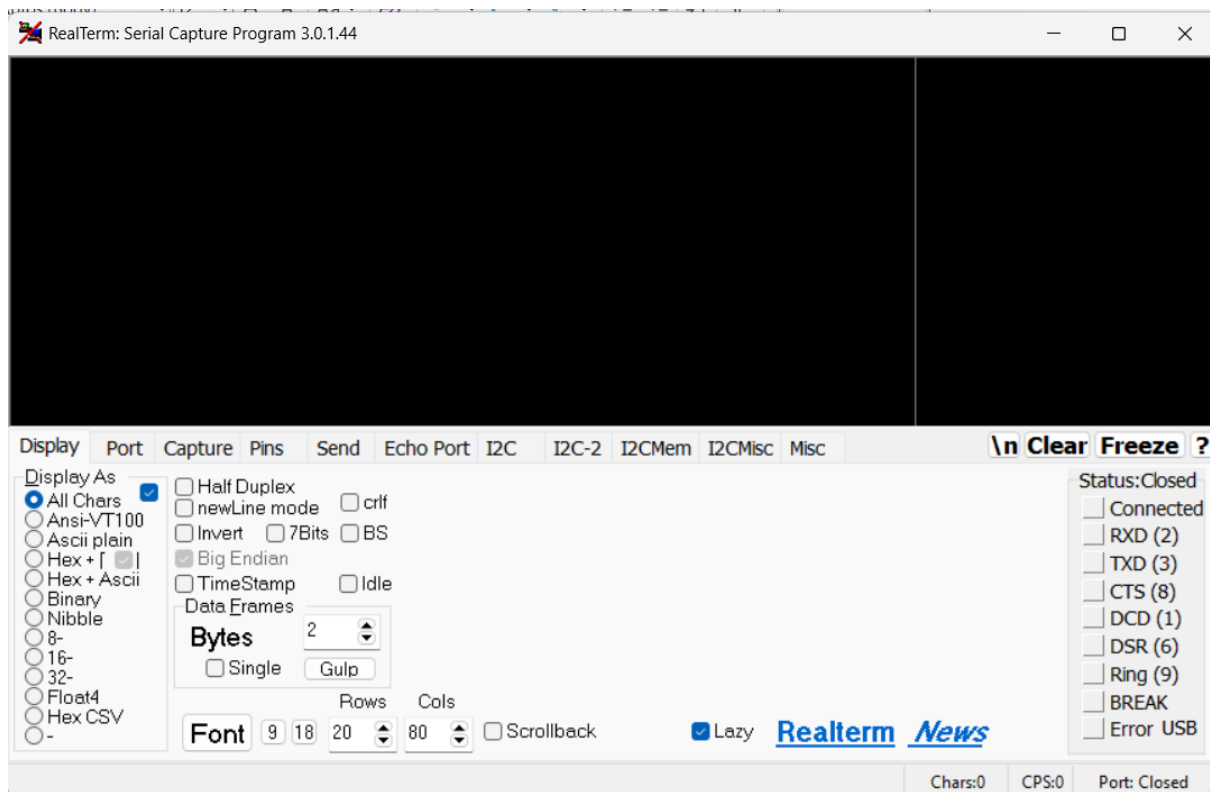 RealTerm: Serial Capture Program 3.0.1.44
Display Port Capture Pins Send Echo Port I2C I2C-2 I2CMem I2CMisc Misc \n Clear Freeze ?
Display As
All Chars
Ansi-VT100
Ascii plain
Hex + [ ]
Hex + Ascii
Binary
Nibble
8-
16-
32-
Float4
Hex CSV
-
Half Duplex
newLine mode crlf
Invert 7Bits BS
Big Endian
TimeStamp Idle
Data Frames
Bytes 2
Single Gulp
Rows Cols
Font 9 18 20 80 Scrollback Lazy Realterm News
Status:Closed
Connected
RXD (2)
TXD (3)
CTS (8)
DCD (1)
DSR (6)
Ring (9)
BREAK
Error USB
Chars:0 CPS:0 Port: Closed